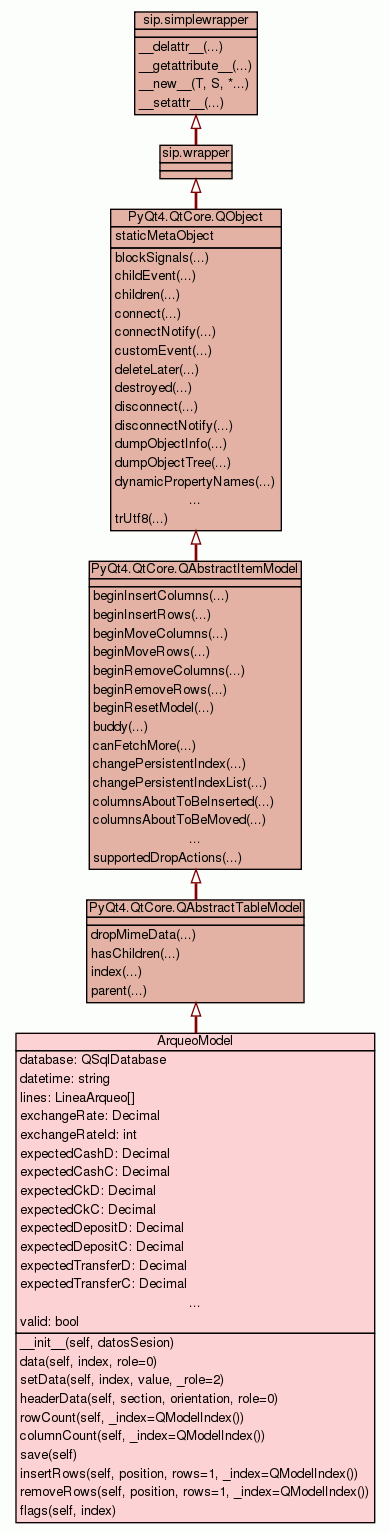 sip.simplewrapper
__delattr__(...)
__getattribute__(...)
__new__(T, S, *...)
__setattr__(...)
sip.wrapper
PyQt4.QtCore.QObject
staticMetaObject
blockSignals(...)
childEvent(...)
children(...)
connect(...)
connectNotify(...)
customEvent(...)
deleteLater(...)
destroyed(...)
disconnect(...)
disconnectNotify(...)
dumpObjectInfo(...)
dumpObjectTree(...)
dynamicPropertyNames(...)
...
trUtf8(...)
PyQt4.QtCore.QAbstractItemModel
beginInsertColumns(...)
beginInsertRows(...)
beginMoveColumns(...)
beginMoveRows(...)
beginRemoveColumns(...)
beginRemoveRows(...)
beginResetModel(...)
buddy(...)
canFetchMore(...)
changePersistentIndex(...)
changePersistentIndexList(...)
columnsAboutToBeInserted(...)
columnsAboutToBeMoved(...)
...
supportedDropActions(...)
PyQt4.QtCore.QAbstractTableModel
dropMimeData(...)
hasChildren(...)
index(...)
parent(...)
ArqueoModel
database: QSqlDatabase
datetime: string
lines: LineaArqueo[]
exchangeRate: Decimal
exchangeRateId: int
expectedCashD: Decimal
expectedCashC: Decimal
expectedCkD: Decimal
expectedCkC: Decimal
expectedDepositD: Decimal
expectedDepositC: Decimal
expectedTransferD: Decimal
expectedTransferC: Decimal
...
valid: bool
__init__(self, datosSesion)
data(self, index, role=0)
setData(self, index, value, _role=2)
headerData(self, section, orientation, role=0)
rowCount(self, _index=QModelIndex())
columnCount(self, _index=QModelIndex())
save(self)
insertRows(self, position, rows=1, _index=QModelIndex())
removeRows(self, position, rows=1, _index=QModelIndex())
flags(self, index)